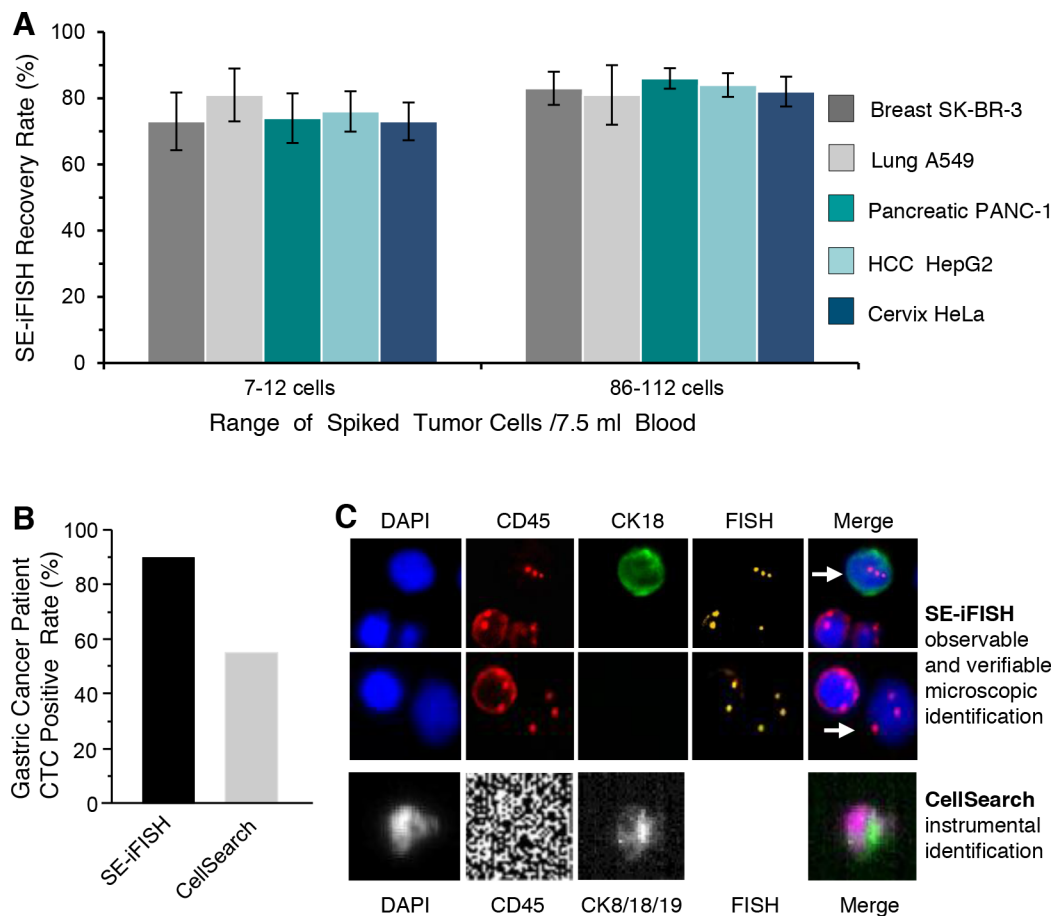 A
SE-iFISH Recovery Rate (%)
100
80
60
40
20
0
7-12 cells
86-112 cells
Range of Spiked Tumor Cells /7.5 ml Blood
Breast SK-BR-3
Lung A549
Pancreatic PANC-1
HCC HepG2
Cervix HeLa
B
Gastric Cancer Patient
CTC Positive Rate (%)
100
80
60
40
20
0
SE-iFISH
CellSearch
C
DAPI CD45 CK18 FISH Merge
SE-iFISH
observable
and verifiable
microscopic
identification
CellSearch
instrumental
identification
DAPI CD45 CK8/18/19 FISH Merge